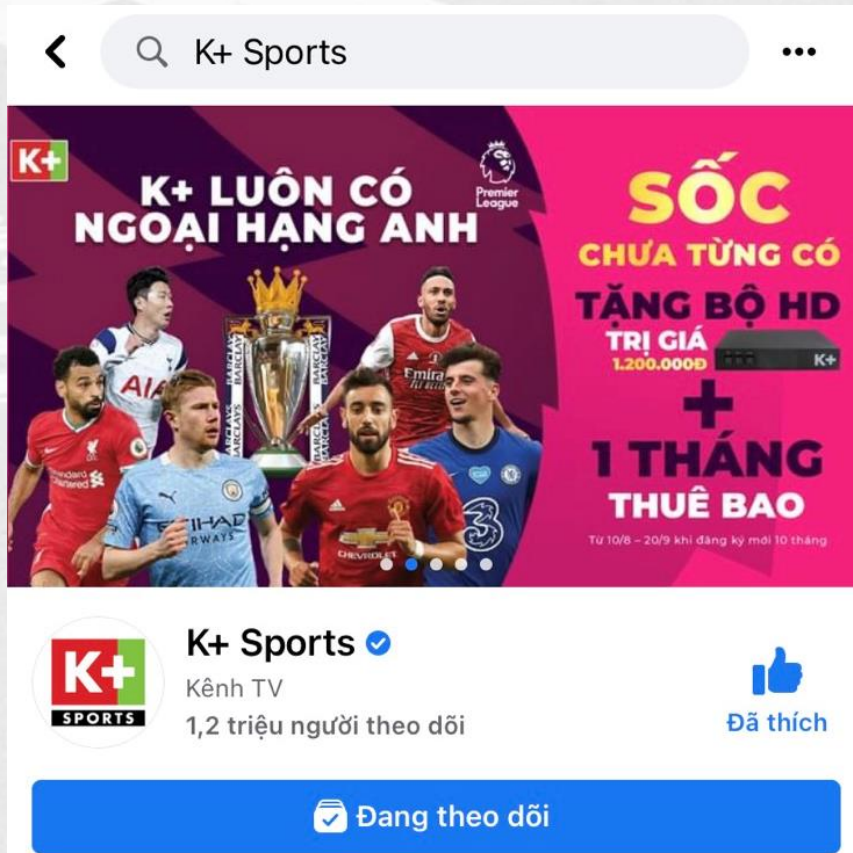 K+ Sports
K+
K+ LUÔN CÓ
NGOẠI HẠNG ANH
Premier
League
SỐC
CHƯA TỪNG CÓ
TẶNG BỘ HD
TRỊ GIÁ
1.200.000Đ
K+
+
1 THÁNG
THUÊ BAO
Từ 10/8 – 20/9 khi đăng ký mới 10 tháng
BARCLAYS
BARCLAYS
AIA
Chartered
ETIHAD
AIRWAYS
CHEVROLET
3
K+
SPORTS
K+ Sports
Kênh TV
1,2 triệu người theo dõi
Đã thích
Đang theo dõi